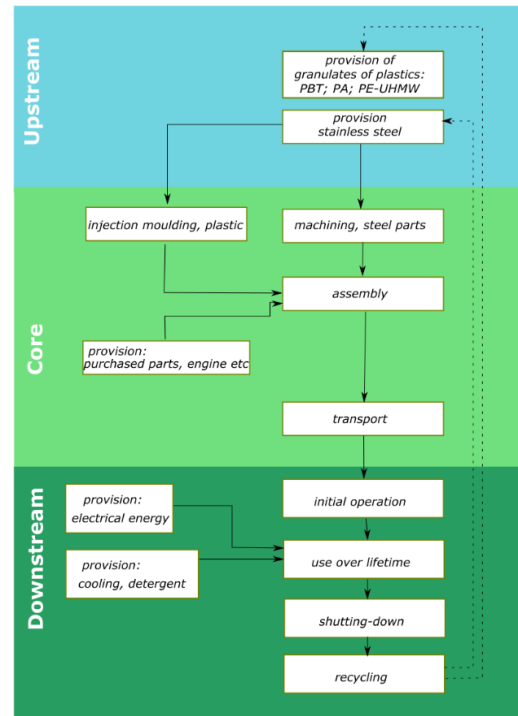 Upstream
provision of
granulates of plastics:
PBT; PA; PE-UHMW
provision
stainless steel
Core
injection moulding, plastic
machining, steel parts
assembly
provision:
purchased parts, engine etc
transport
Downstream
initial operation
provision:
electrical energy
use over lifetime
provision:
cooling, detergent
shutting-down
recycling